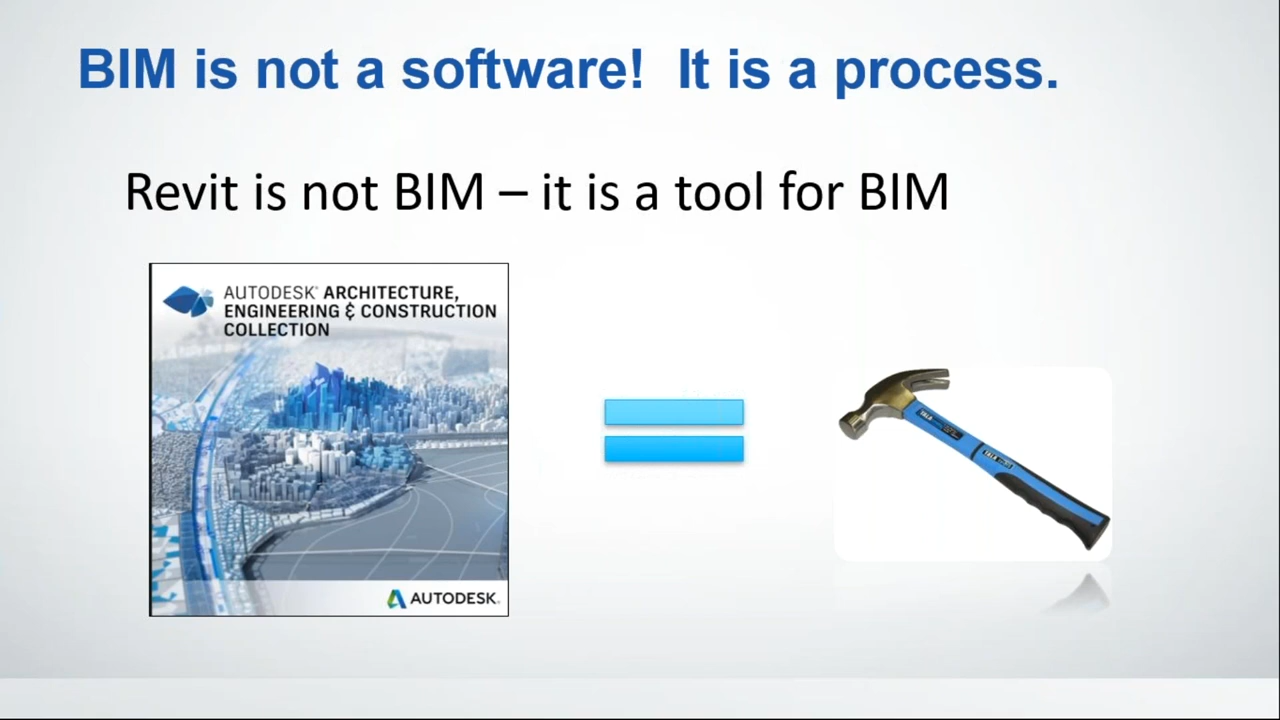 BIM is not a software!  It is a process.
Revit is not BIM – it is a tool for BIM
AUTODESK® ARCHITECTURE,
ENGINEERING & CONSTRUCTION
COLLECTION
AUTODESK.